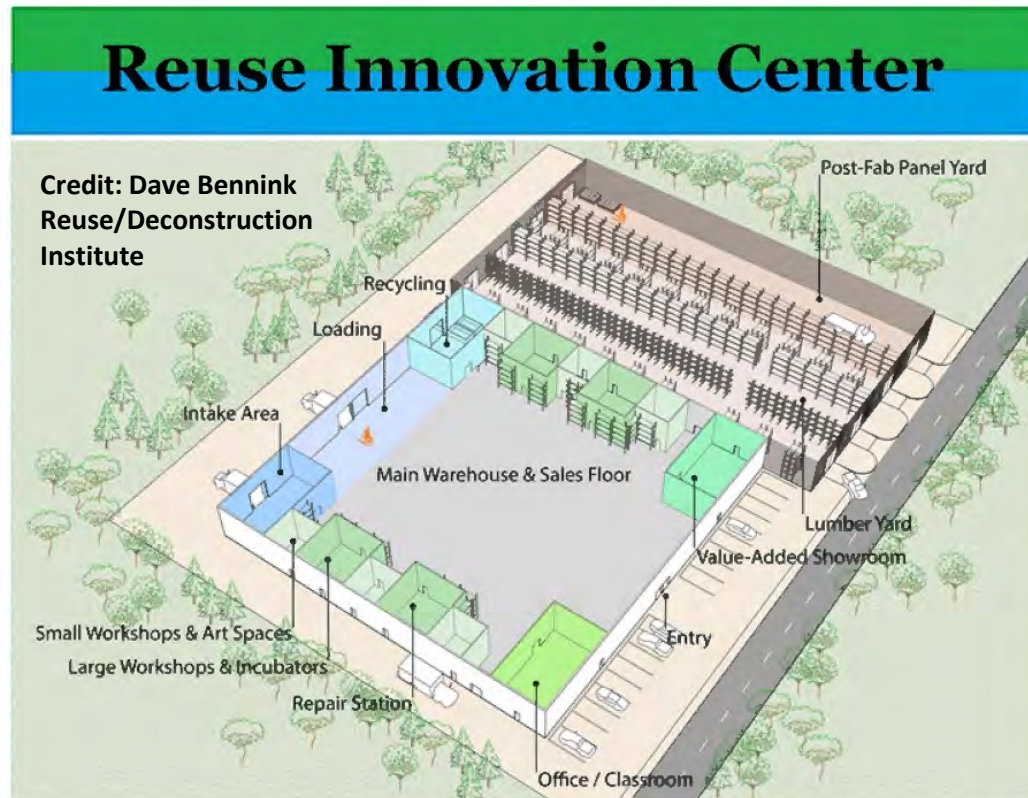 Reuse Innovation Center
Credit: Dave Bennink
Reuse/Deconstruction
Institute
Post-Fab Panel Yard
Recycling
Loading
Intake Area
Main Warehouse & Sales Floor
Lumber Yard
Value-Added Showroom
Small Workshops & Art Spaces
Entry
Large Workshops & Incubators
Repair Station
Office / Classroom